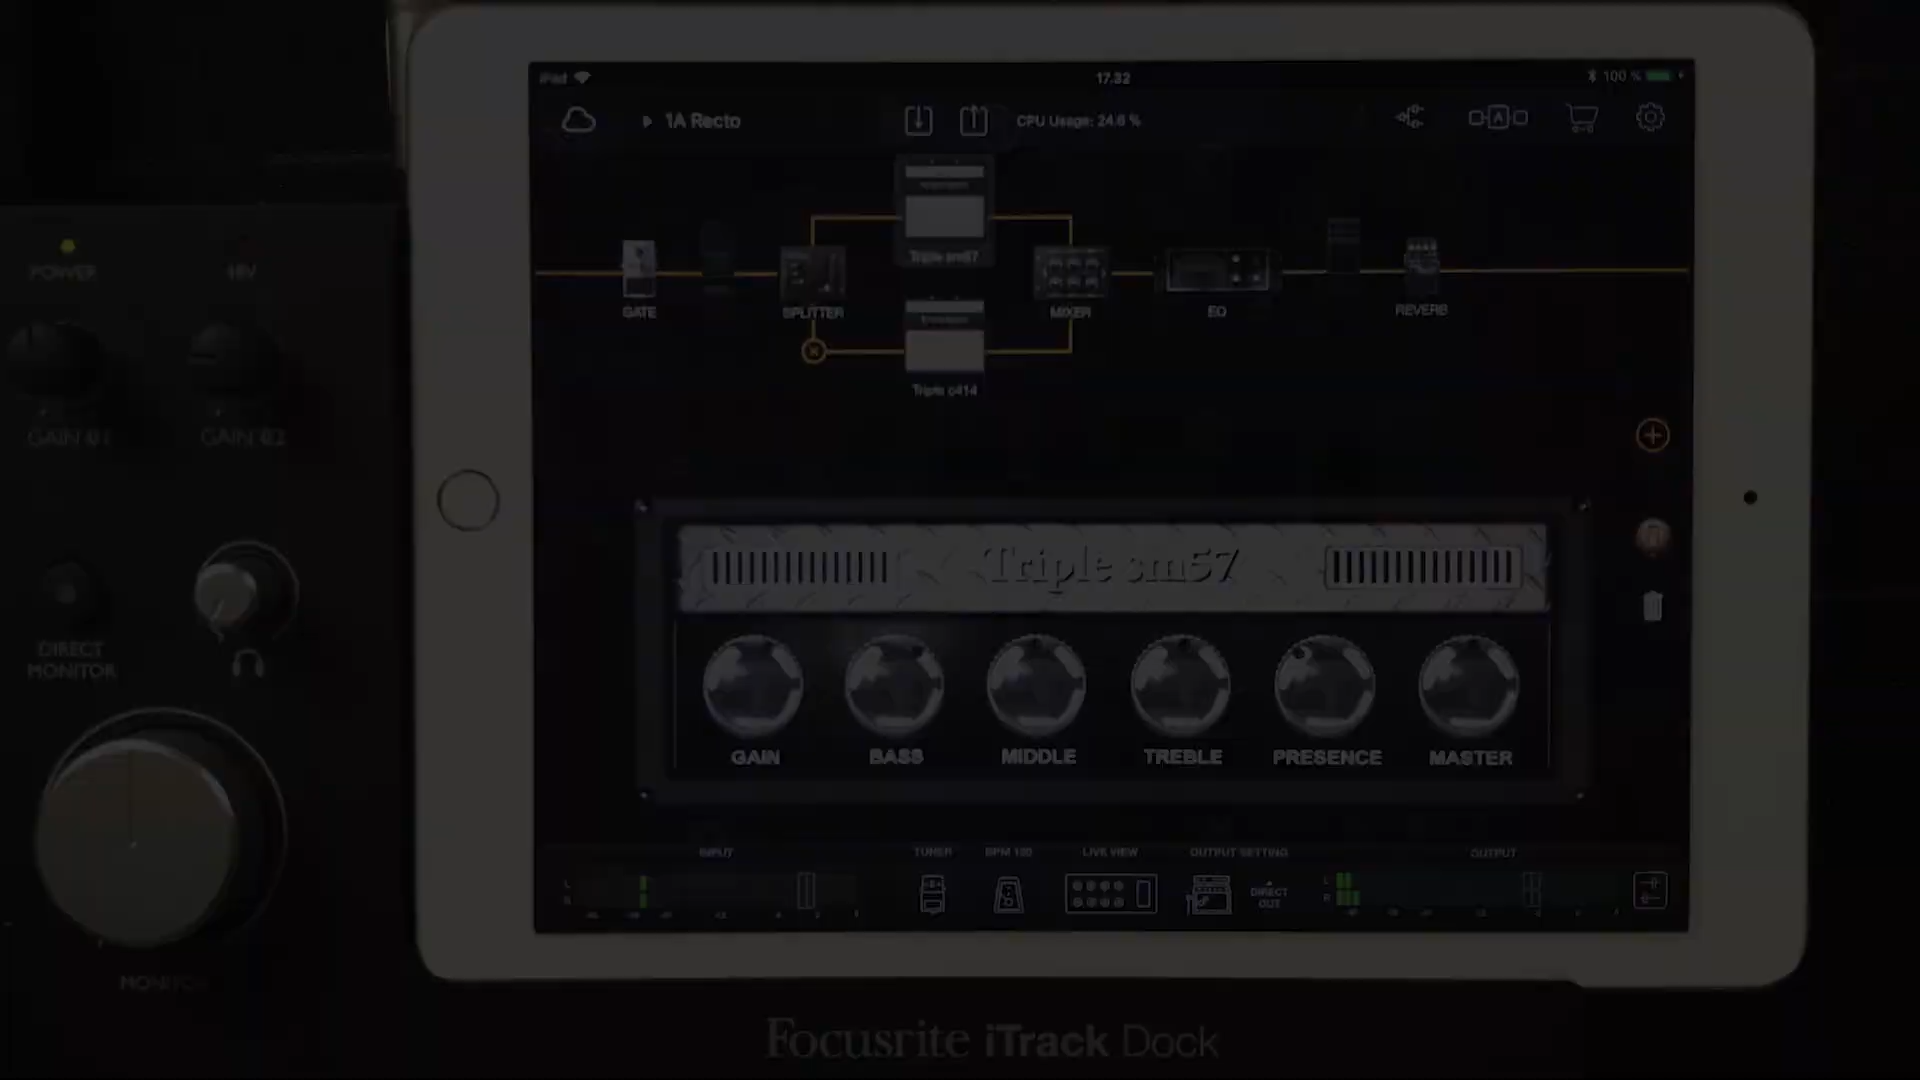 iPad
17.32
100 %
1A Recto
CPU Usage: 24.6 %
Triple sm57
GATE
SPLITTER
MIXER
EQ
REVERB
Triple c414
POWER
48V
GAIN 01
GAIN 02
DIRECT
MONITOR
MONITOR
Triple sm57
GAIN
BASS
MIDDLE
TREBLE
PRESENCE
MASTER
INPUT
TUNER
BPM 120
LIVE VIEW
OUTPUT SETTING
OUTPUT
L
R
DIRECT
OUT
L
R
Focusrite iTrack Dock